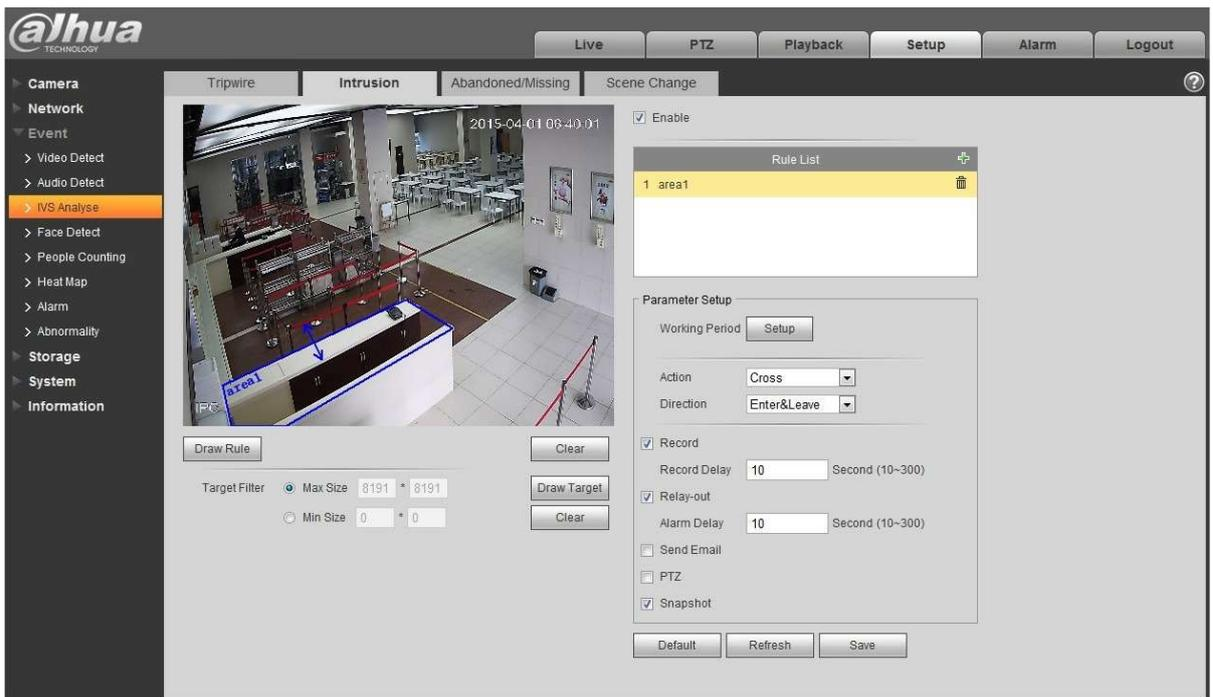 alhua
TECHNOLOGY
Live PTZ Playback Setup Alarm Logout
Camera
Network
Event
> Video Detect
> Audio Detect
> IVS Analyse
> Face Detect
> People Counting
> Heat Map
> Alarm
> Abnormality
Storage
System
Information
Tripwire Intrusion Abandoned/Missing Scene Change ?
2015-04-01 06:40:01
area1
IPC
Draw Rule Clear
Target Filter Max Size 8191 * 8191 Draw Target
Min Size 0 * 0 Clear
Enable
Rule List
1 area1
Parameter Setup
Working Period Setup
Action Cross
Direction Enter&Leave
Record
Record Delay 10 Second (10~300)
Relay-out
Alarm Delay 10 Second (10~300)
Send Email
PTZ
Snapshot
Default Refresh Save